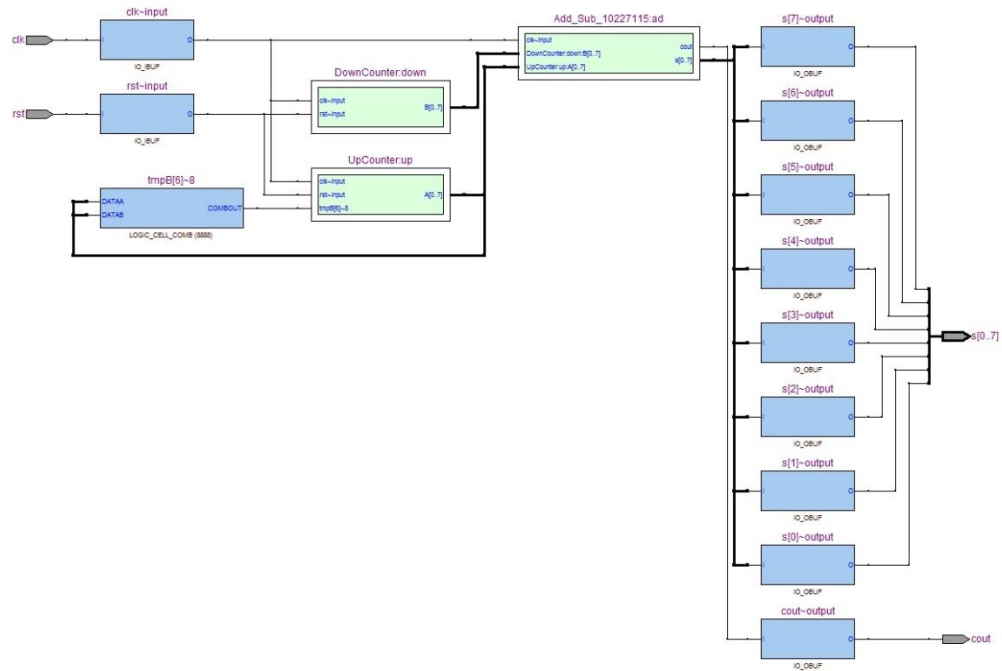 clk
clk~input
I
O
IO_IBUF
rst
rst~input
I
O
IO_IBUF
tmpB[6]~8
DATAA
DATAB
COMBOUT
LOGIC_CELL_COMB (8888)
DownCounter:down
clk~input
rst~input
B[0..7]
UpCounter:up
clk~input
rst~input
tmpB[6]~8
A[0..7]
Add_Sub_10227115:ad
clk~input
DownCounter:down:B[0..7]
UpCounter:up:A[0..7]
cout
s[0..7]
s[7]~output
I
O
IO_OBUF
s[6]~output
I
O
IO_OBUF
s[5]~output
I
O
IO_OBUF
s[4]~output
I
O
IO_OBUF
s[3]~output
I
O
IO_OBUF
s[2]~output
I
O
IO_OBUF
s[1]~output
I
O
IO_OBUF
s[0]~output
I
O
IO_OBUF
cout~output
I
O
IO_OBUF
s[0..7]
cout